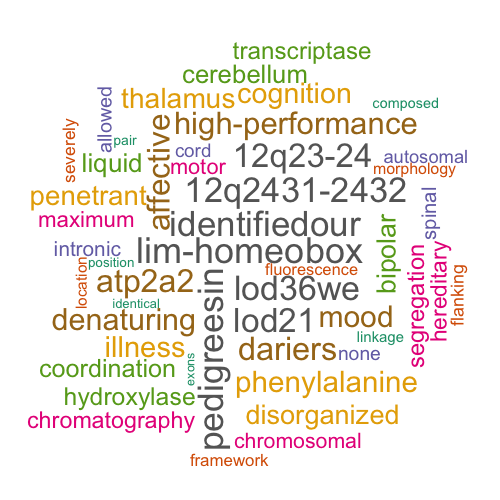 transcriptase
cerebellum
thalamus cognition
composed
allowed
affective
high-performance
severely
pair
cord
liquid
motor
12q23-24
autosomal
morphology
penetrant
12q2431-2432
maximum
identifiedour
bipolar
spinal
intronic
lim-homeobox
segregation
hereditary
position
fluorescence
flanking
location
atp2a2
pedigreesin
lod36we
identical
denaturing
lod21
mood
linkage
illness
dariers
none
coordination
exons
phenylalanine
hydroxylase
disorganized
chromatography
chromosomal
framework